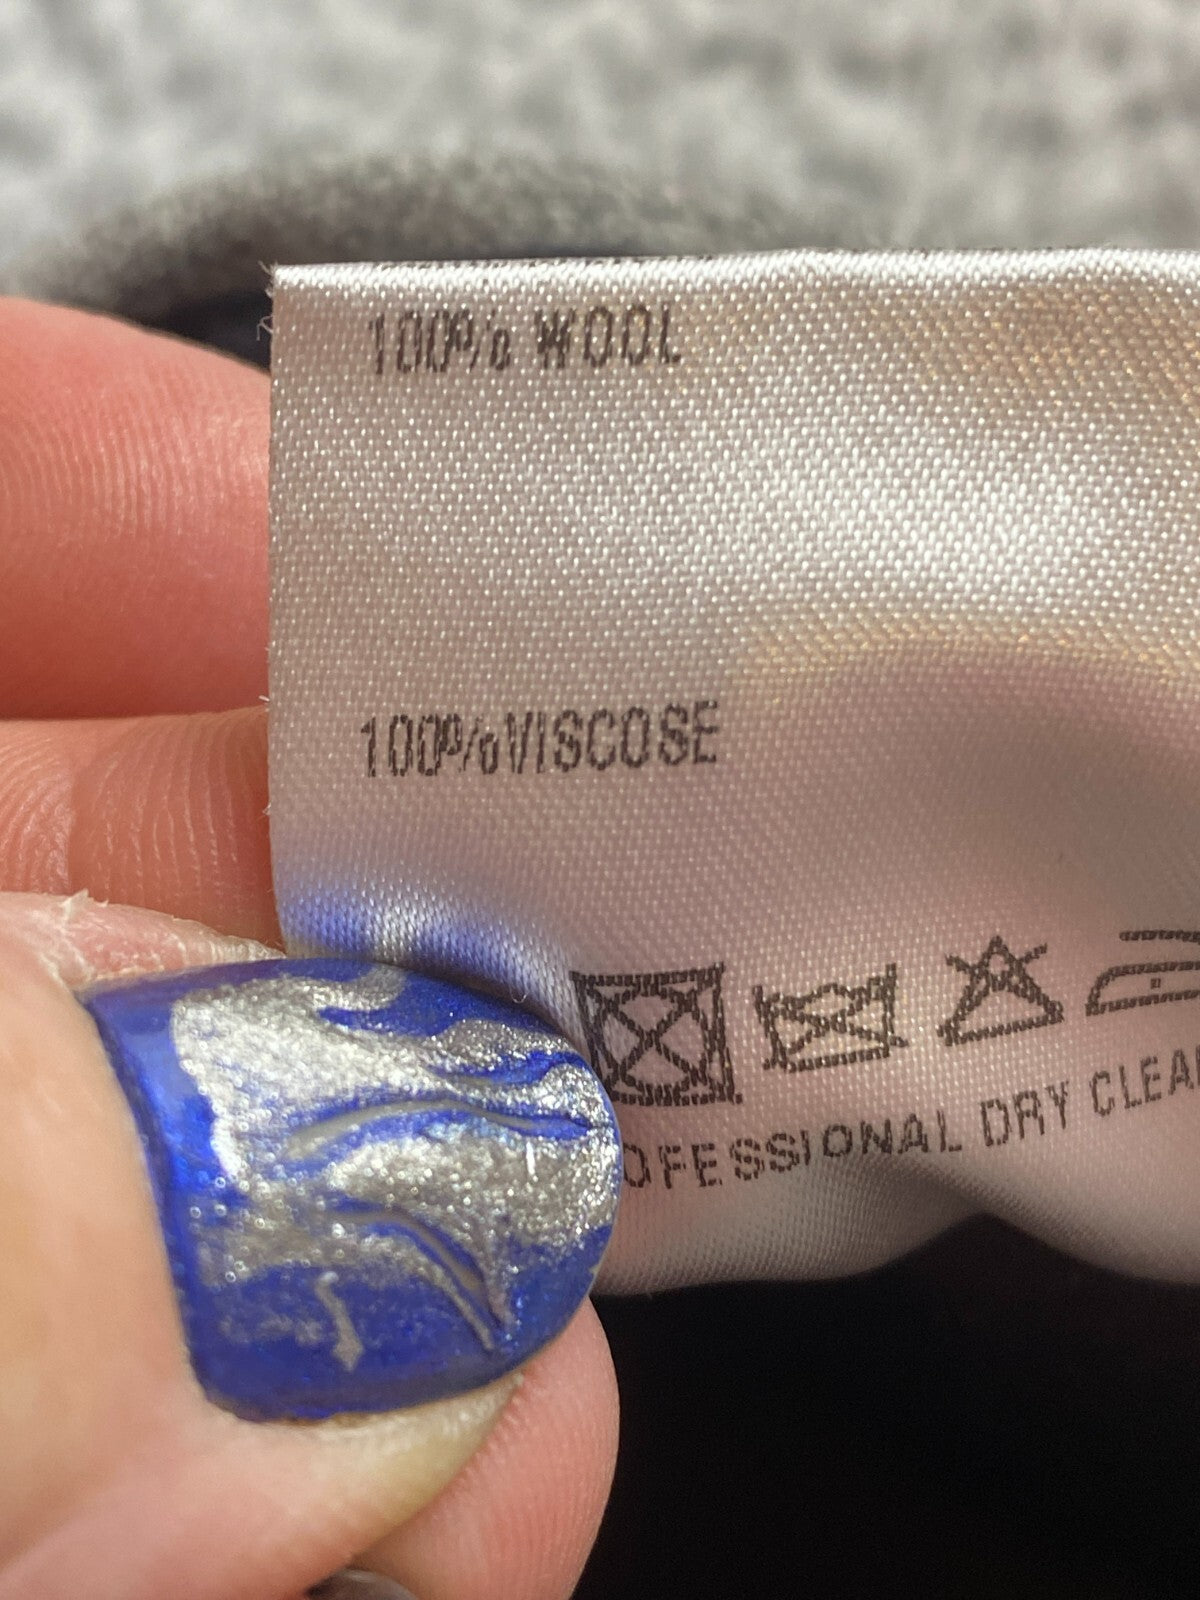 100% WOOL
100%VISCOSE
OFESSIONAL DRY CLEA